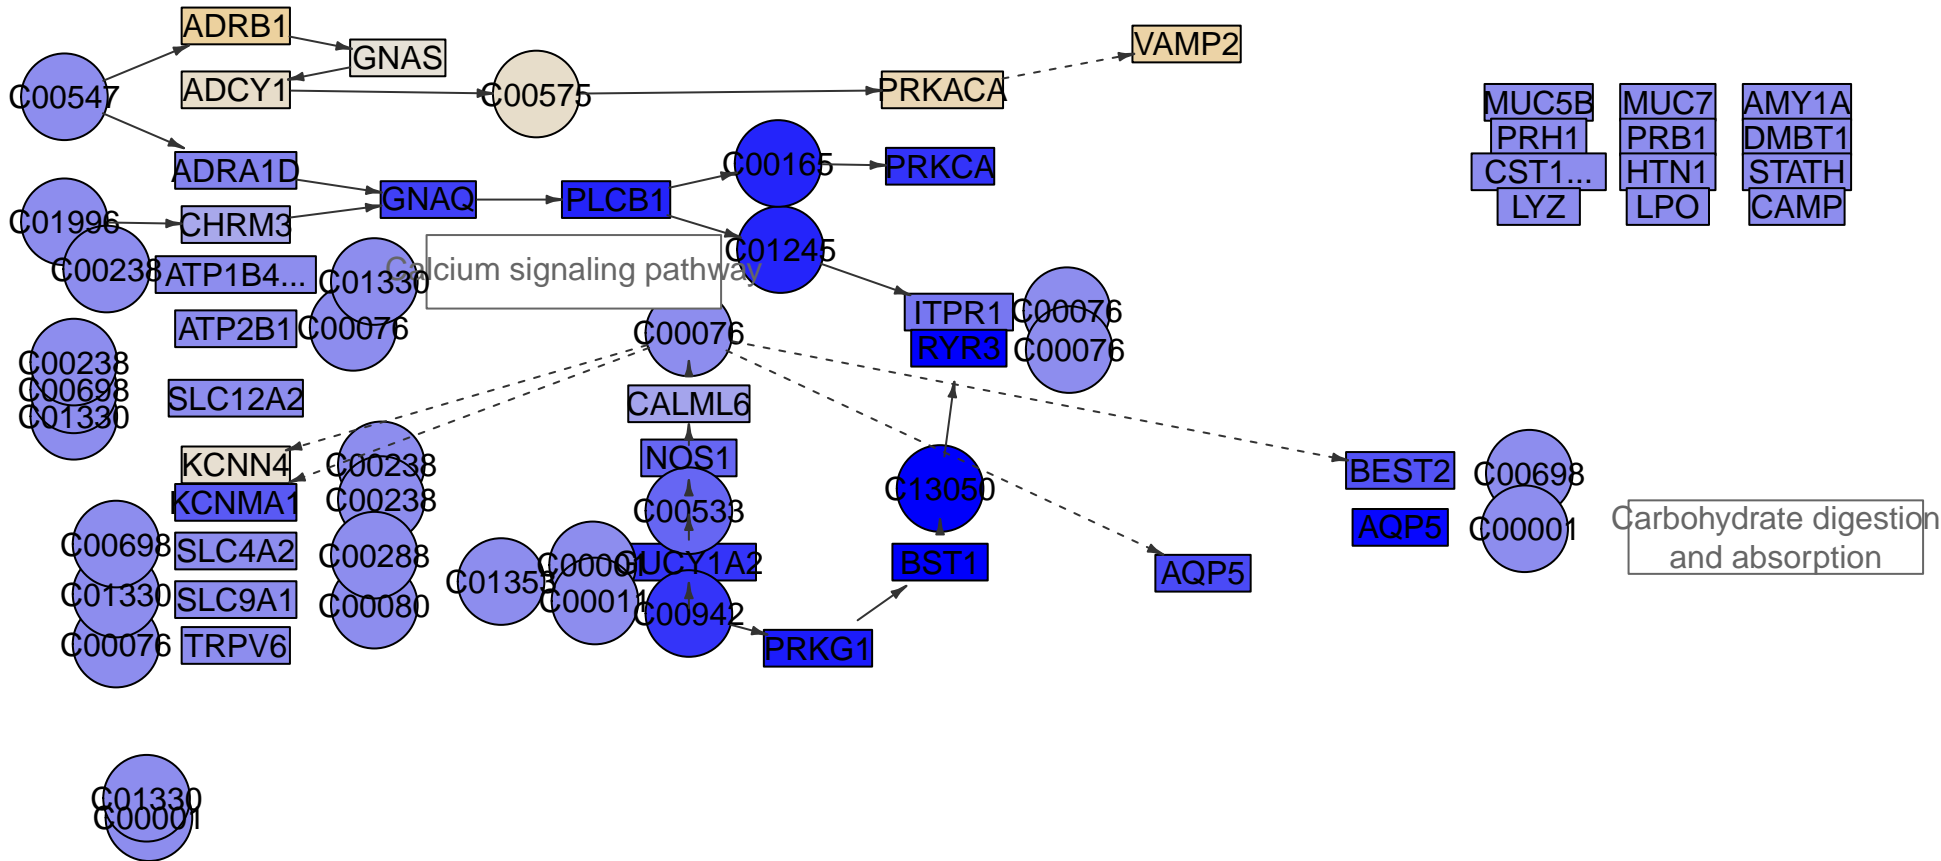 ADRB1
GNAS
VAMP2
C00547
ADCY1
C00575
PRKACA
MUC5B
MUC7
AMY1A
PRH1
PRB1
DMBT1
CST1...
HTN1
STATH
LYZ
LPO
CAMP
ADRA1D
GNAQ
PLCB1
C00165
PRKCA
C01996
CHRM3
C01245
C00238
ATP1B4...
C01330
Calcium signaling pathway
ATP2B1
C00076
C00076
ITPR1
C00076
RYR3
C00076
C00238
C00698
C01330
SLC12A2
CALML6
KCNN4
C00238
NOS1
KCNMA1
C00238
C00533
C13050
BEST2
C00698
AQP5
C00001
Carbohydrate digestion
and absorption
C00698
SLC4A2
C00288
C01330
SLC9A1
C00080
C00076
TRPV6
C01353
C00001
C00011
GUCY1A2
C00942
BST1
PRKG1
AQP5
C01330
C00001